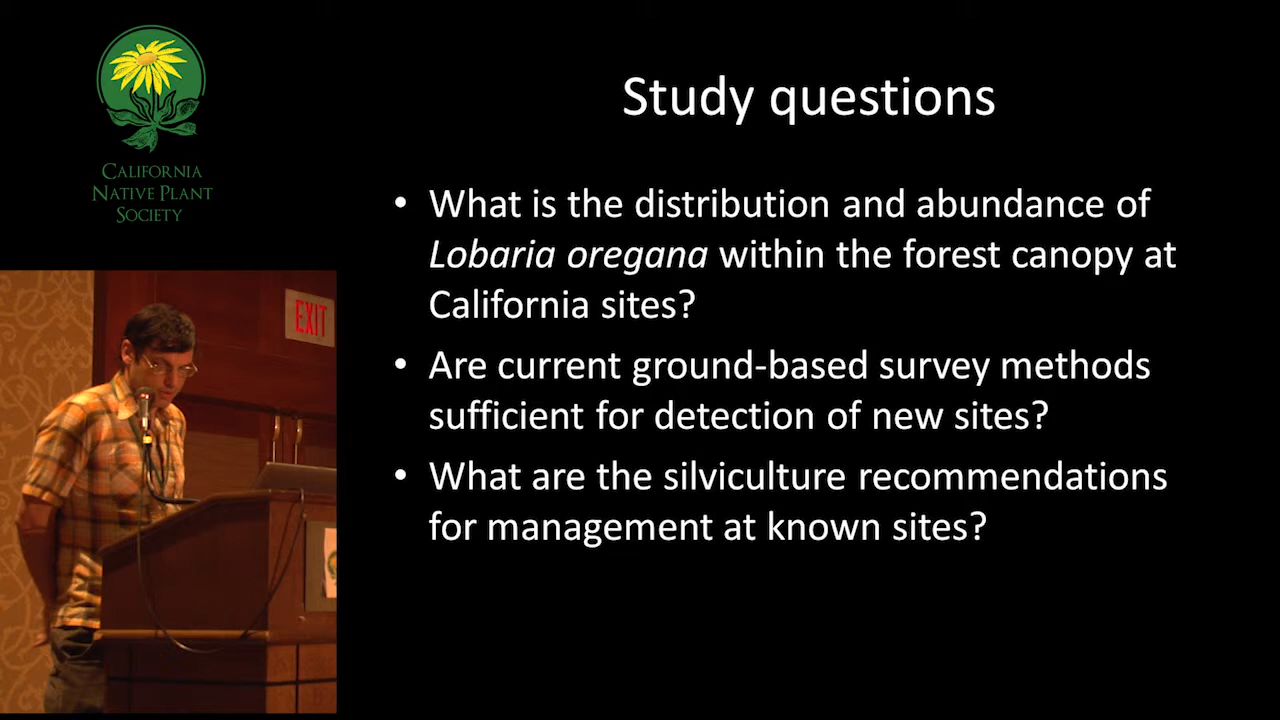 CALIFORNIA
NATIVE PLANT
SOCIETY
Study questions
• What is the distribution and abundance of
Lobaria oregana within the forest canopy at
California sites?
• Are current ground-based survey methods
sufficient for detection of new sites?
• What are the silviculture recommendations
for management at known sites?
EXIT